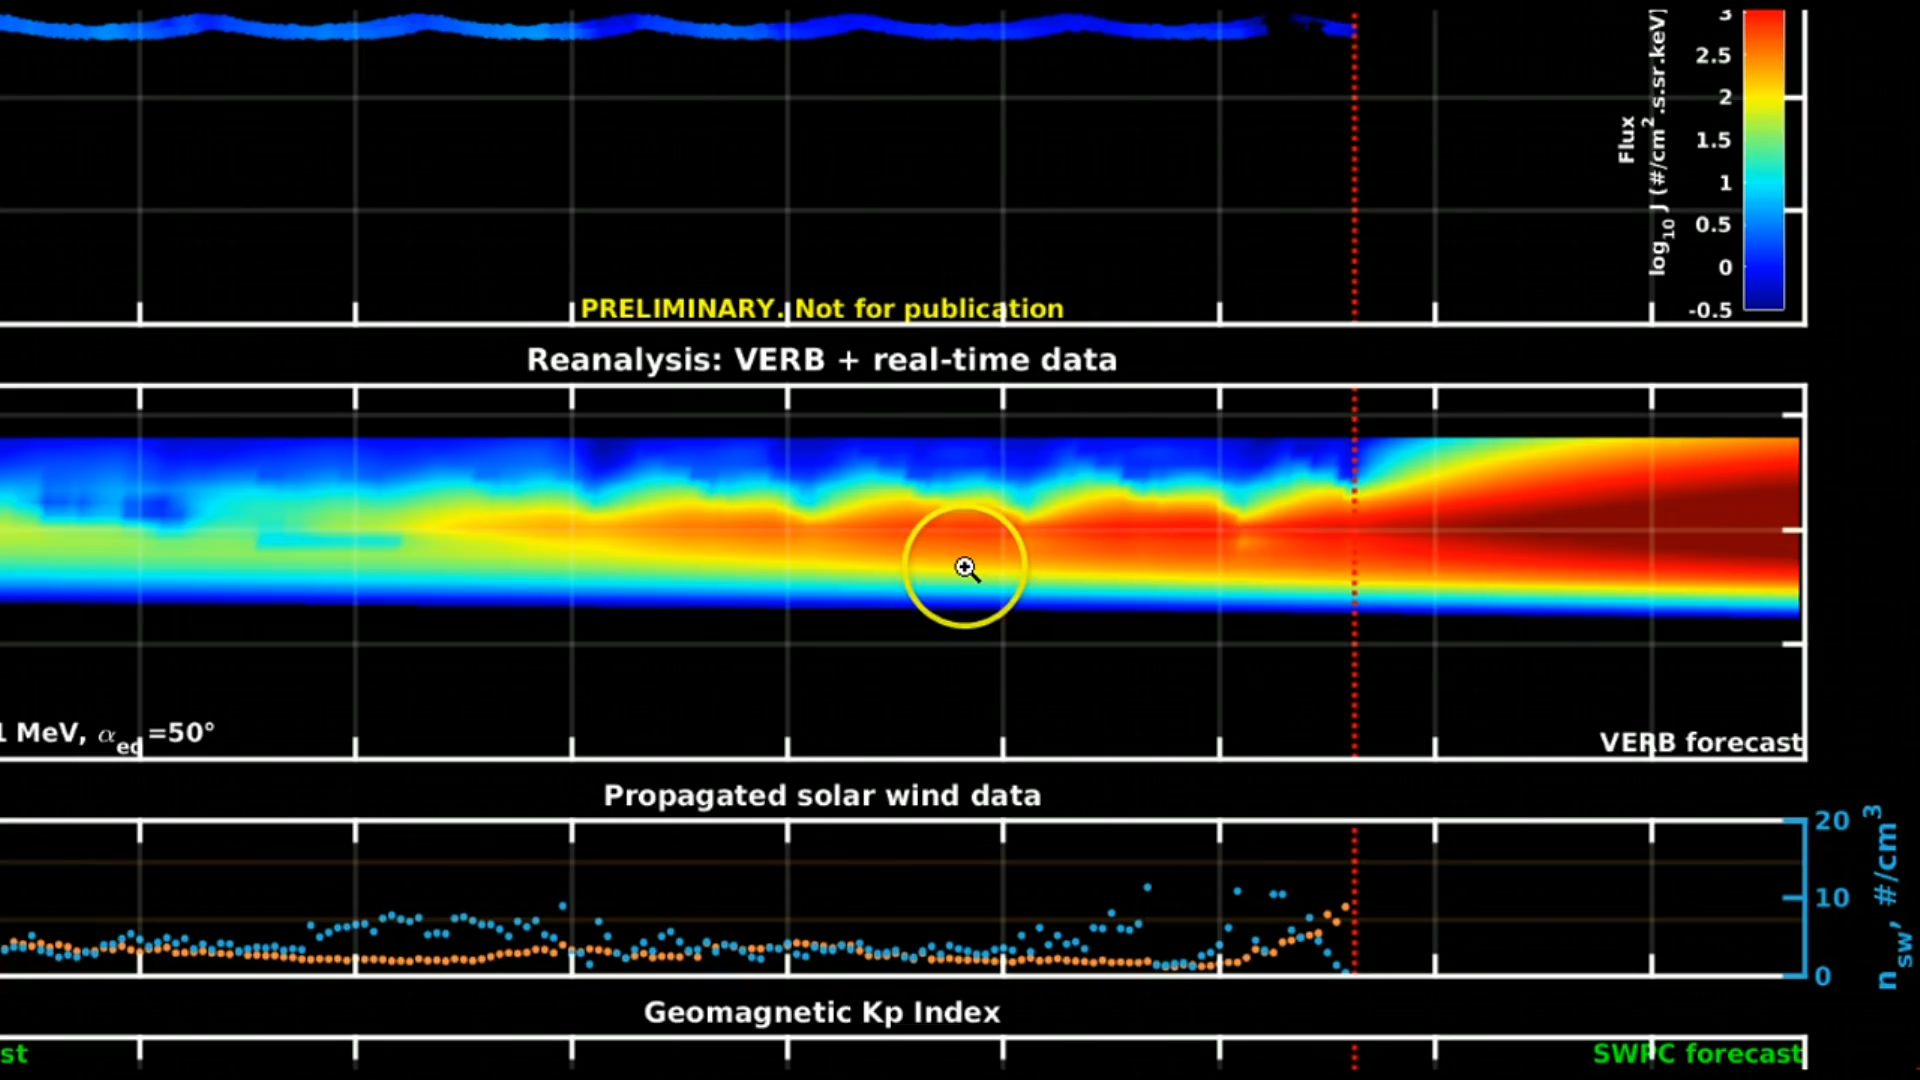 3
2.5
2
1.5
1
0.5
0
-0.5
Flux
log10 J (#/cm2.s.sr.keV)
PRELIMINARY. Not for publication
Reanalysis: VERB + real-time data
1 MeV, αeq=50°
VERB forecast
Propagated solar wind data
20
10
0
nsw, #/cm3
Geomagnetic Kp Index
st
SWPC forecast